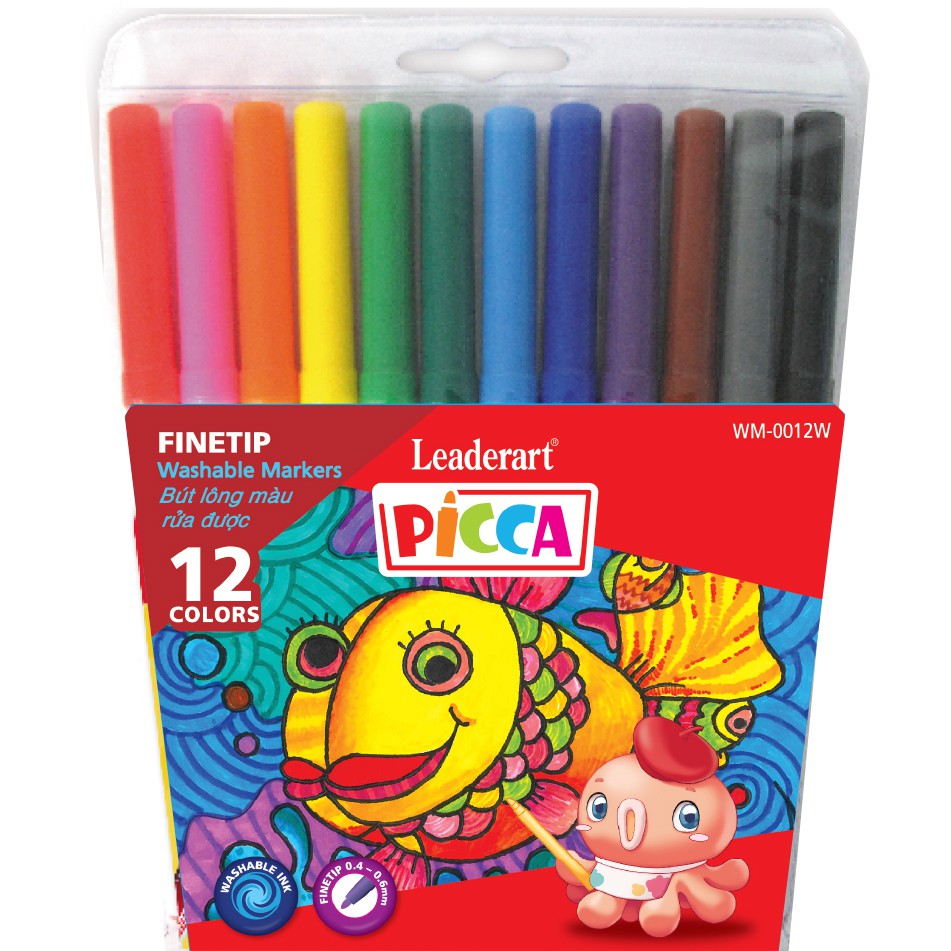 FINETIP
Washable Markers
Bút lông màu
rửa được
12
COLORS
Leaderart®
PICCA
WM-0012W
WASHABLE INK
FINETIP 0.4 – 0.6mm